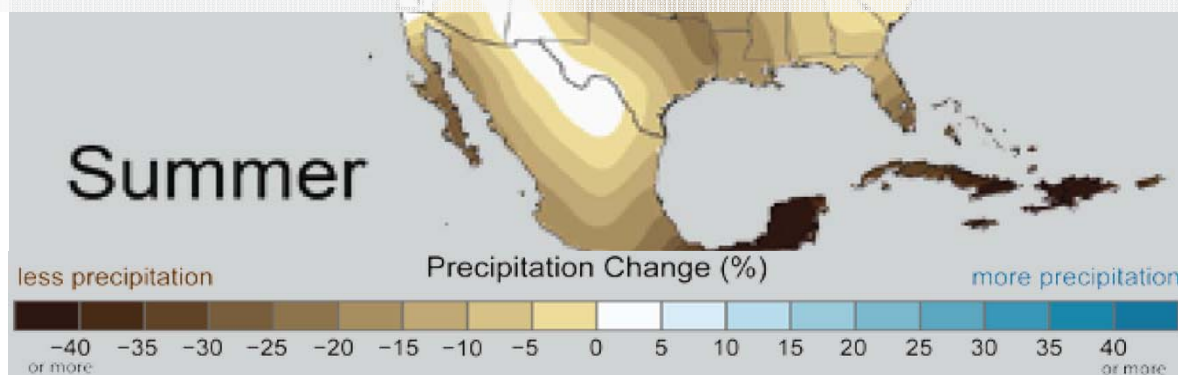 Summer
Precipitation Change (%)
less precipitation more precipitation
−40 −35 −30 −25 −20 −15 −10 −5 0 5 10 15 20 25 30 35 40
or more or more